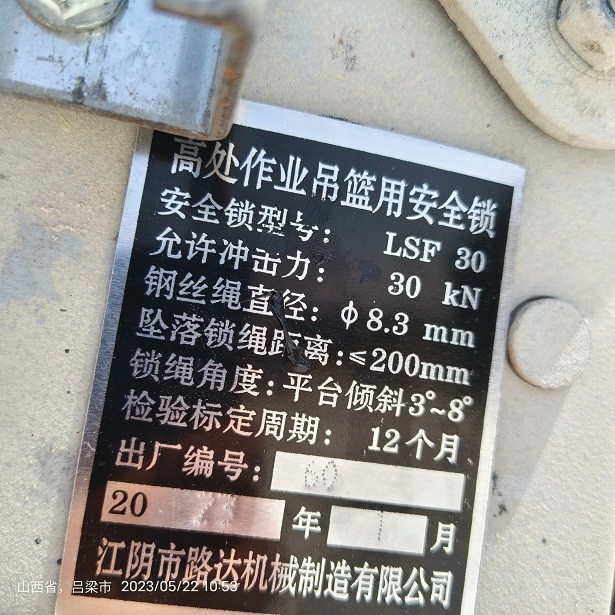 高处作业吊篮用安全锁
安全锁型号: LSF 30
允许冲击力: 30 kN
钢丝绳直径: ф8.3 mm
坠落锁绳距离:≤200mm
锁绳角度:平台倾斜3°~8°
检验标定周期: 12个月
出厂编号: 60
20 年 1 月
江阴市路达机械制造有限公司
山西省,吕梁市 2023/05/22 10:53